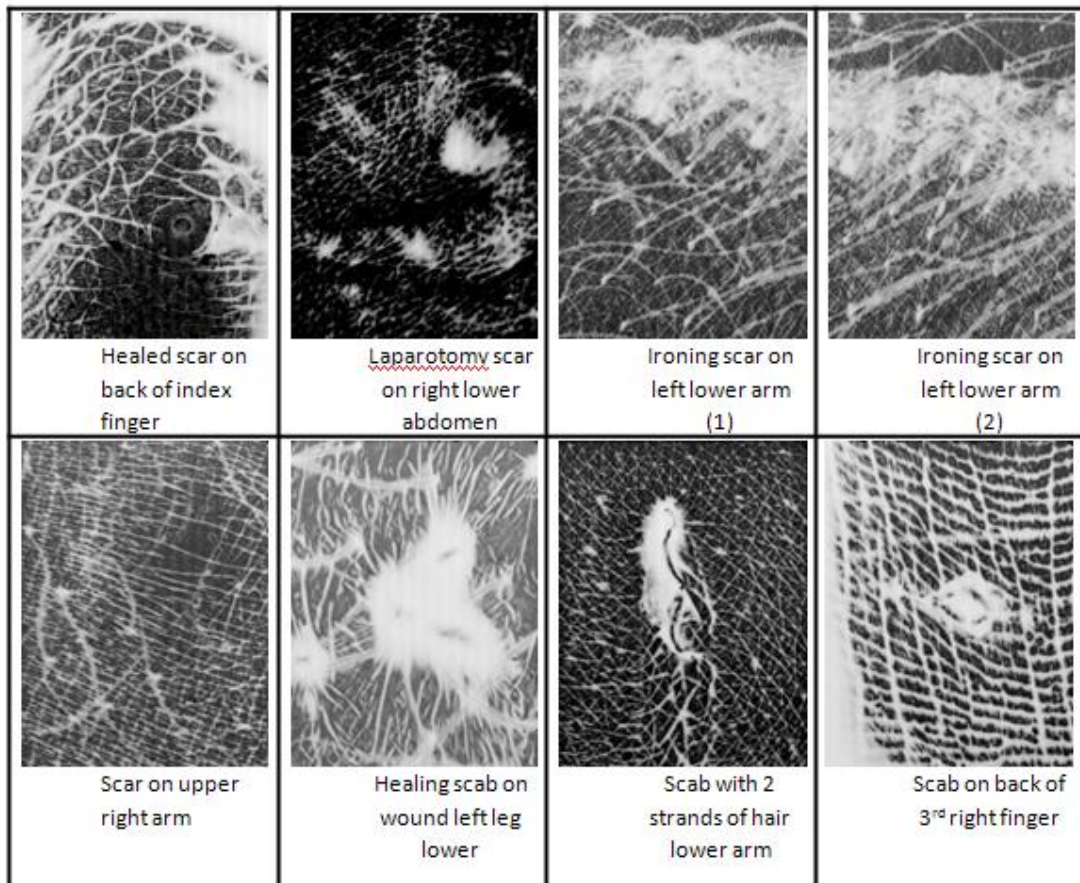 Healed scar on
back of index
finger
Laparotomy scar
on right lower
abdomen
Ironing scar on
left lower arm
(1)
Ironing scar on
left lower arm
(2)
Scar on upper
right arm
Healing scab on
wound left leg
lower
Scab with 2
strands of hair
lower arm
Scab on back of
3rd right finger